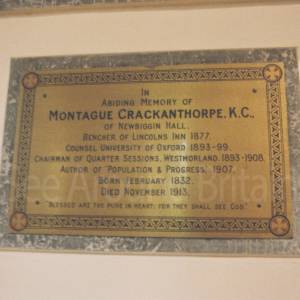 In
Abiding Memory of
Montague Crackanthorpe, K.C.,
of Newbiggin Hall.
Bencher of Lincolns Inn 1877.
Counsel University of Oxford 1893-99.
Chairman of Quarter Sessions, Westmorland, 1893-1908.
Author of "Population & Progress," 1907.
Born February 1832.
Died November 1913.
"Blessed are the pure in heart: for they shall see God."